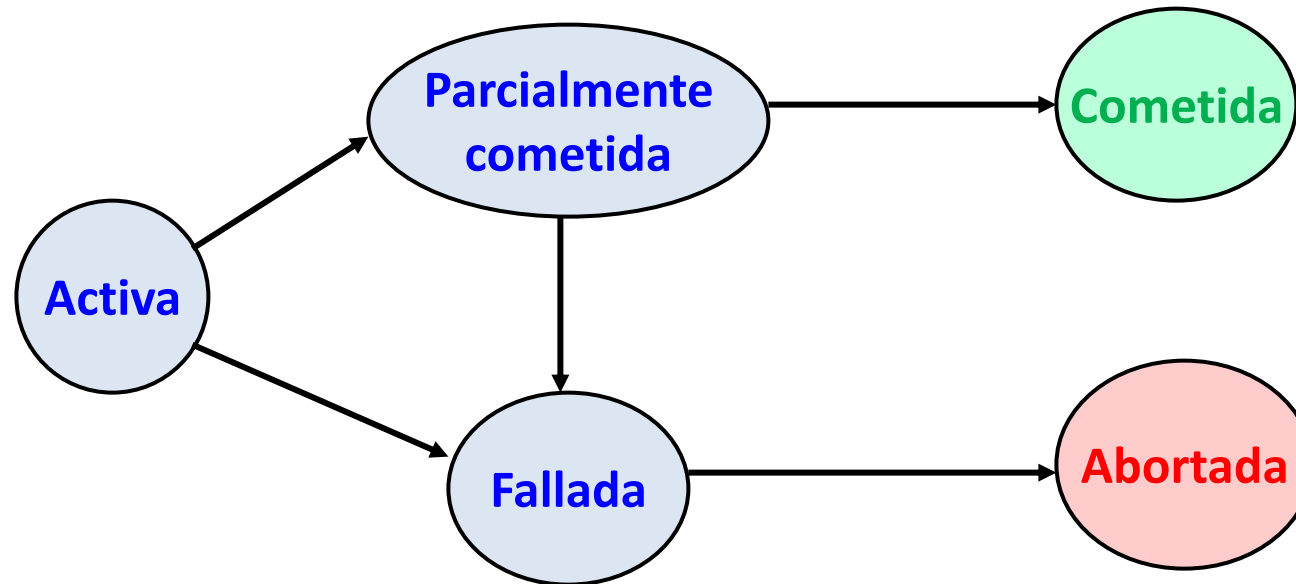 Parcialmente
cometida
Cometida
Activa
Fallada
Abortada